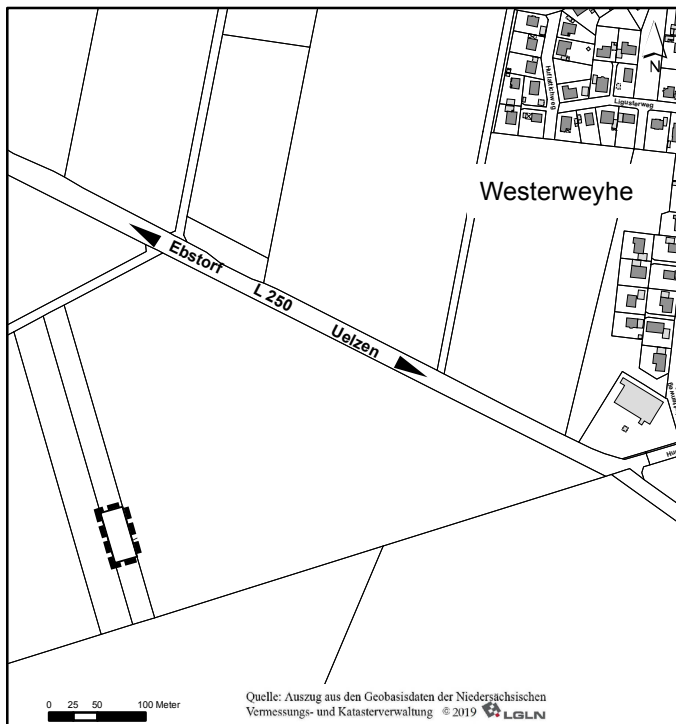 N
Huflattichweg
Ligusterweg
Westerweyhe
Ebstorf
L 250
Uelzen
0 25 50 100 Meter
Quelle: Auszug aus den Geobasisdaten der Niedersächsischen
Vermessungs- und Katasterverwaltung © 2019 LGLN